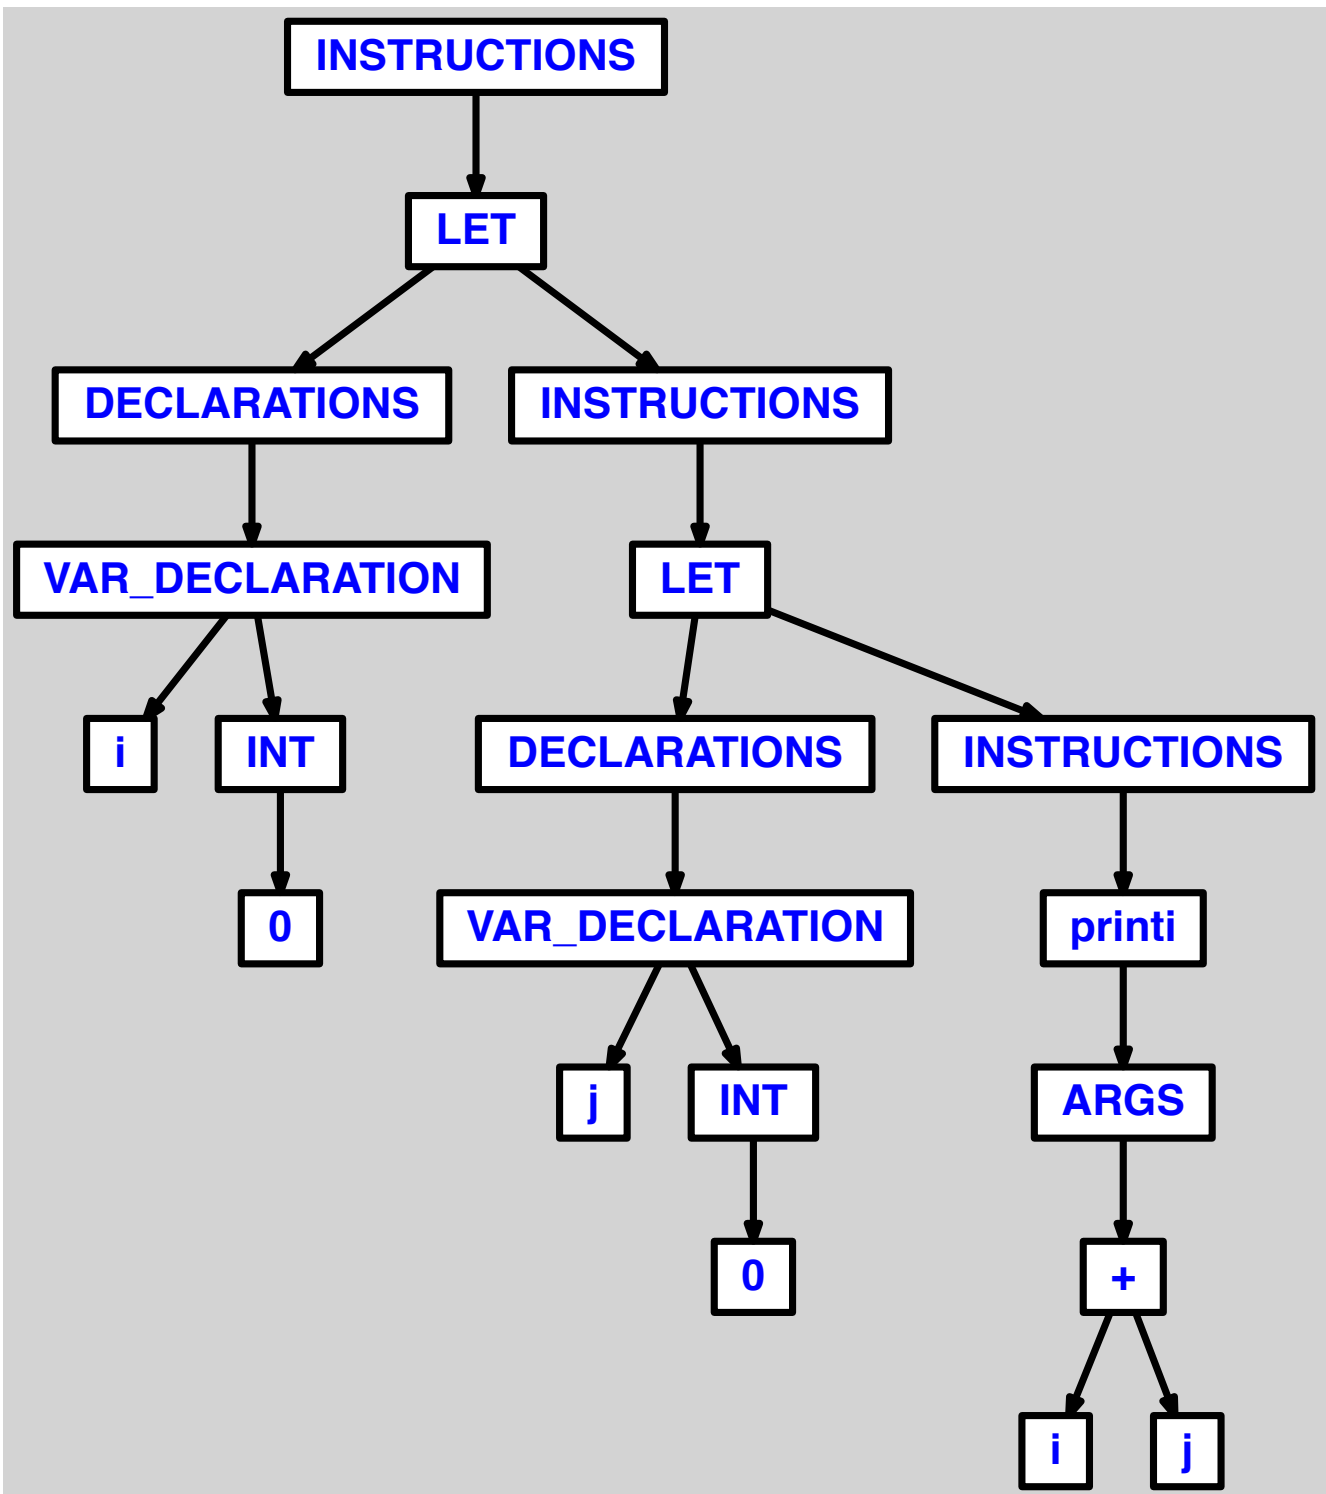 INSTRUCTIONS
LET
DECLARATIONS
INSTRUCTIONS
VAR_DECLARATION
LET
i
INT
DECLARATIONS
INSTRUCTIONS
0
VAR_DECLARATION
printi
j
INT
ARGS
0
+
i
j